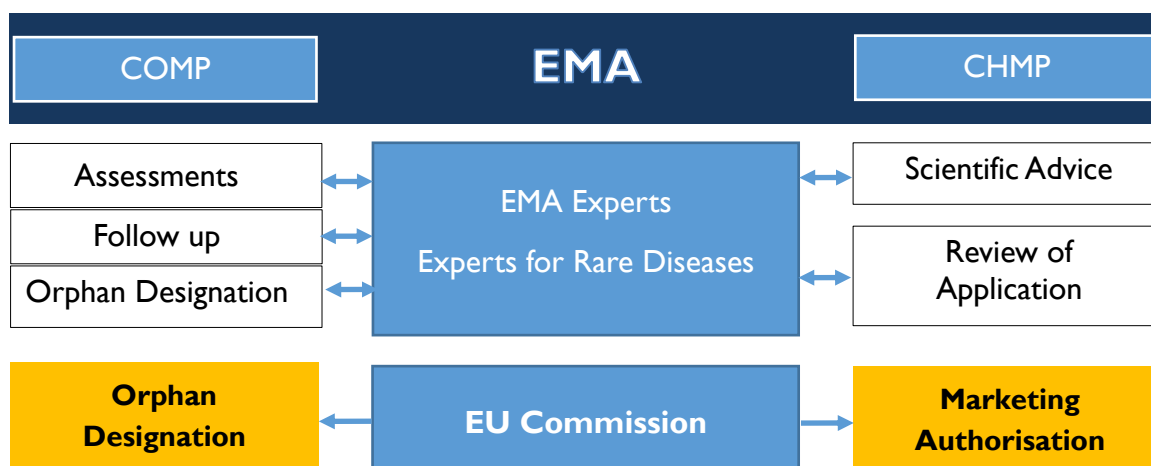 COMP
EMA
CHMP
Assessments
Follow up
Orphan Designation
EMA Experts
Experts for Rare Diseases
Scientific Advice
Review of
Application
Orphan
Designation
EU Commission
Marketing
Authorisation